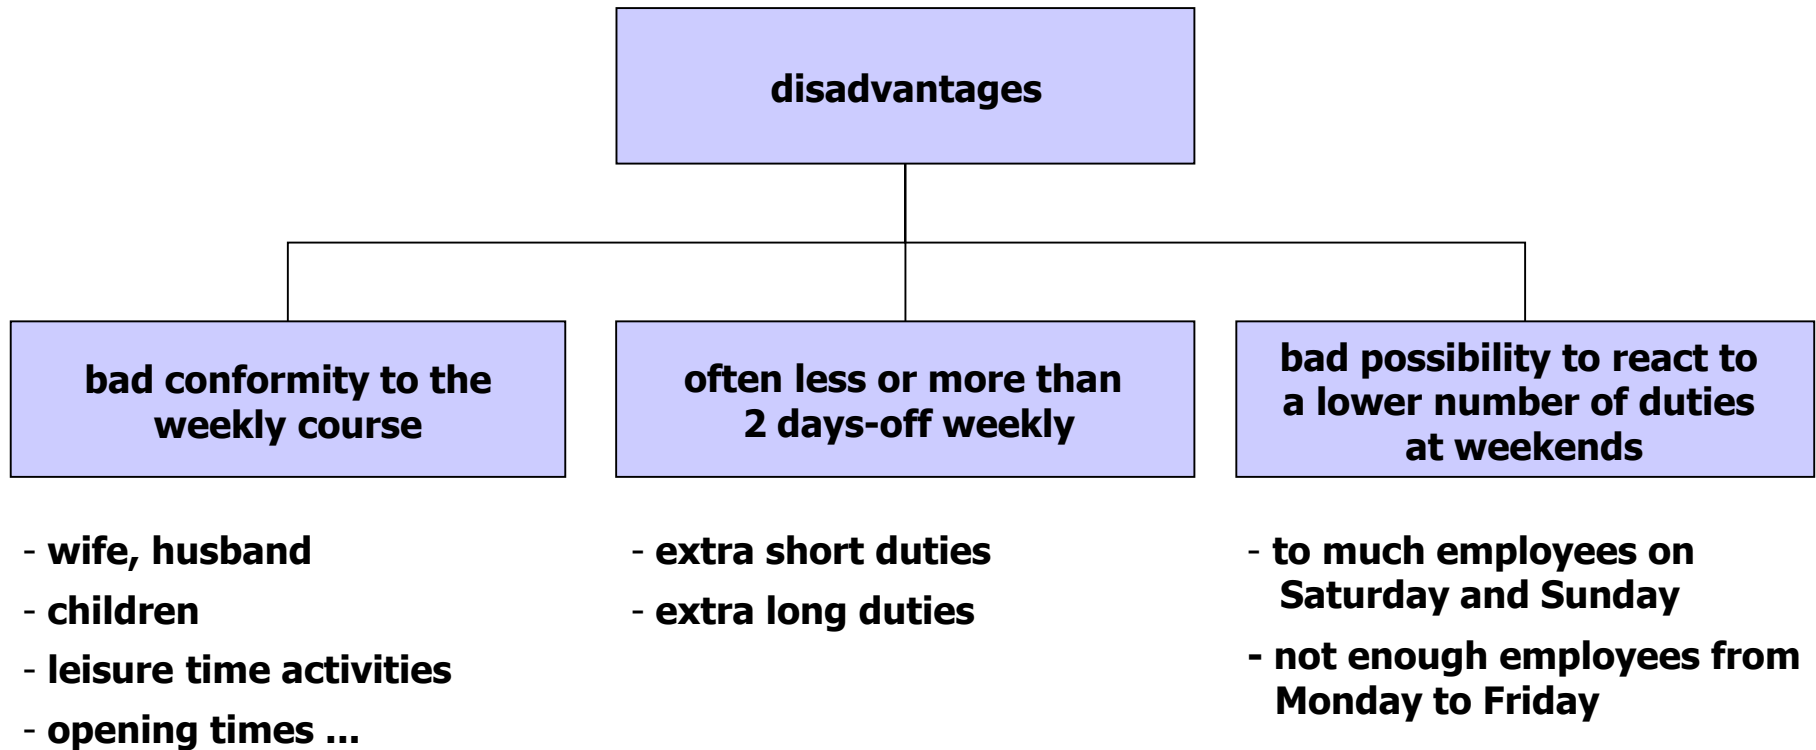 disadvantages
bad conformity to the
weekly course
- wife, husband
- children
- leisure time activities
- opening times ...
often less or more than
2 days-off weekly
- extra short duties
- extra long duties
bad possibility to react to
a lower number of duties
at weekends
- to much employees on
Saturday and Sunday
- not enough employees from
Monday to Friday